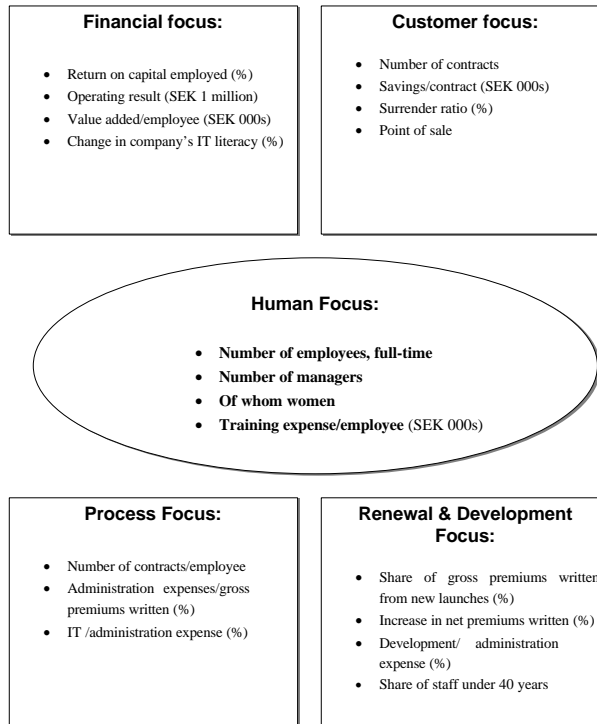 Financial focus:
• Return on capital employed (%)
• Operating result (SEK 1 million)
• Value added/employee (SEK 000s)
• Change in company’s IT literacy (%)
Customer focus:
• Number of contracts
• Savings/contract (SEK 000s)
• Surrender ratio (%)
• Point of sale
Human Focus:
• Number of employees, full-time
• Number of managers
• Of whom women
• Training expense/employee (SEK 000s)
Process Focus:
• Number of contracts/employee
• Administration expenses/gross
premiums written (%)
• IT /administration expense (%)
Renewal & Development
Focus:
• Share of gross premiums written
from new launches (%)
• Increase in net premiums written (%)
• Development/ administration
expense (%)
• Share of staff under 40 years